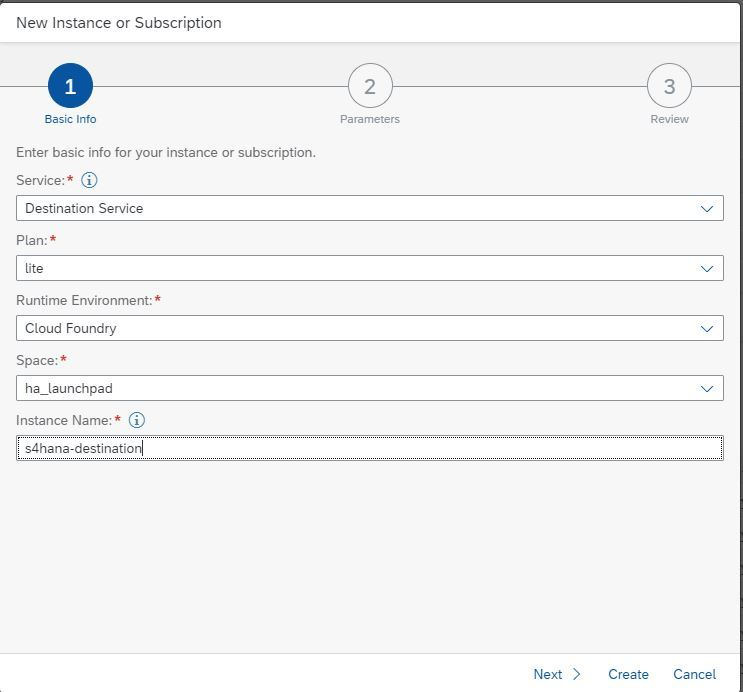 New Instance or Subscription
1
2
3
Basic Info
Parameters
Review
Enter basic info for your instance or subscription.
Service:*
Destination Service
Plan:*
lite
Runtime Environment:*
Cloud Foundry
Space:*
ha_launchpad
Instance Name:*
s4hana-destination
Next > Create Cancel